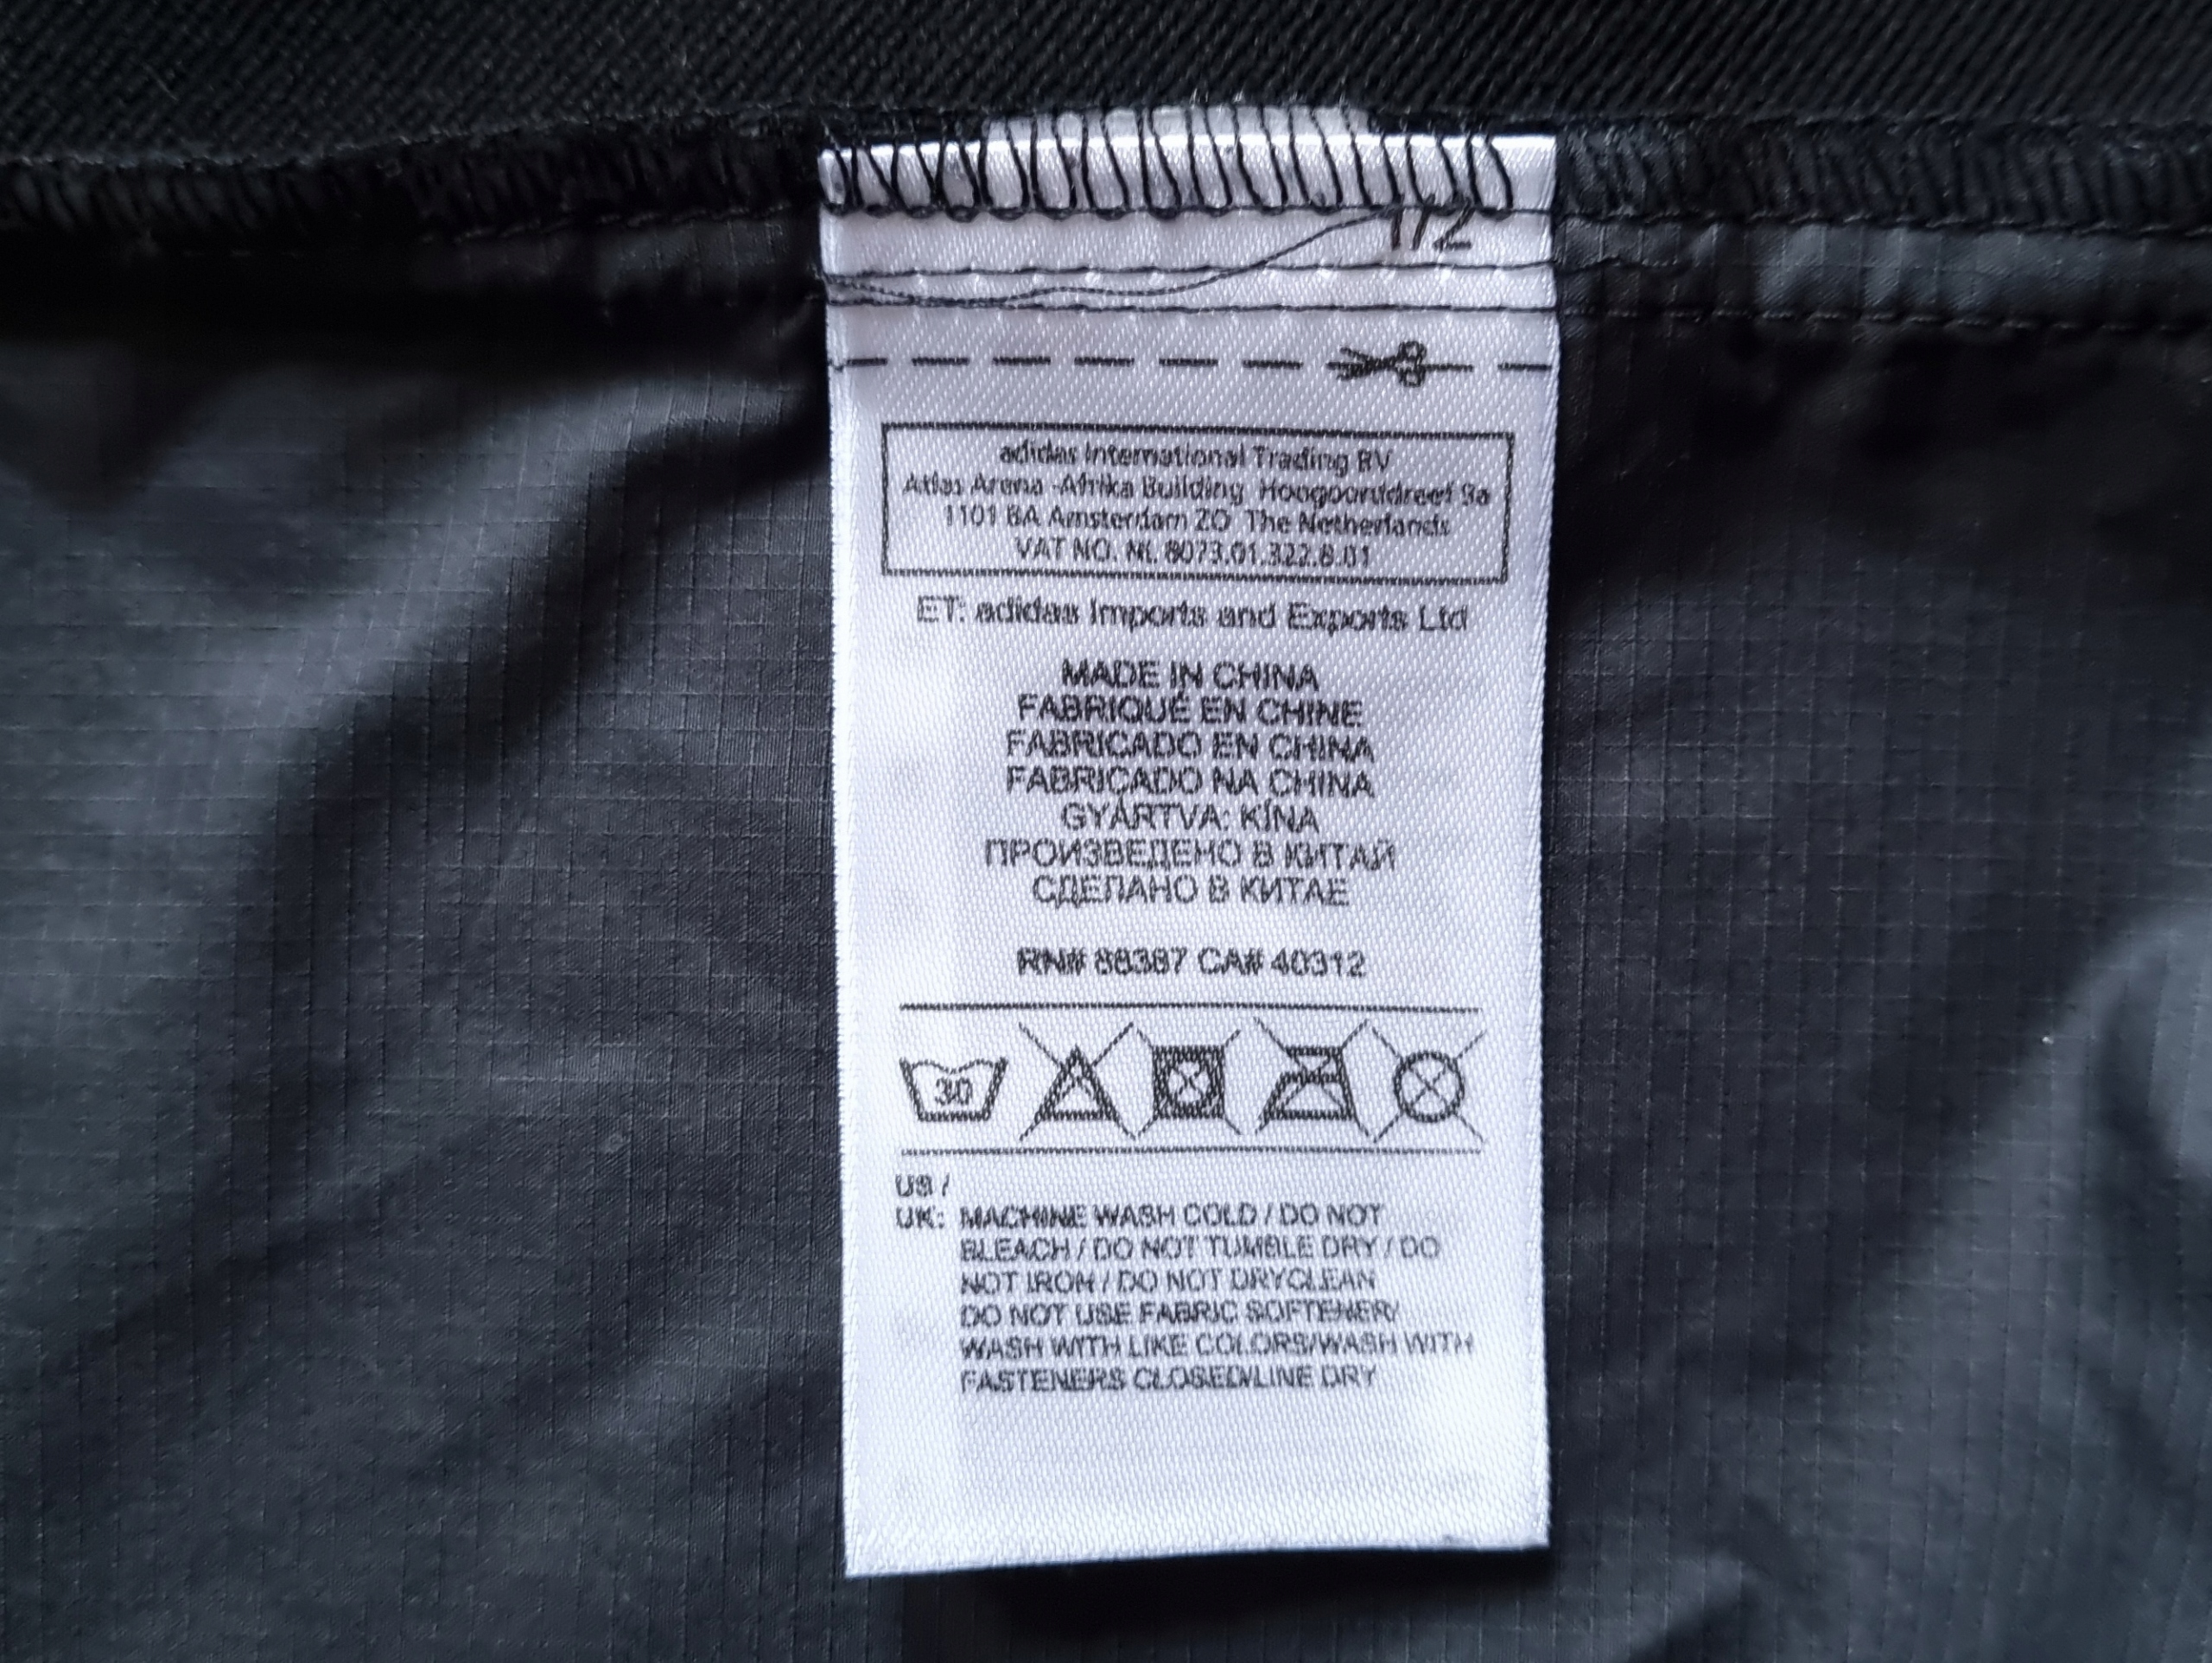 1/2
adidas International Trading BV
Atlas Arena -Afrika Building Hoogoorddreef 9a
1101 BA Amsterdam ZO The Netherlands
VAT NO. NL 8073.01.322.B.01
ET: adidas Imports and Exports Ltd
MADE IN CHINA
FABRIQUÉ EN CHINE
FABRICADO EN CHINA
FABRICADO NA CHINA
GYÁRTVA: KÍNA
ПРОИЗВЕДЕНО В КИТАЙ
СДЕЛАНО В КИТАЕ
RN# 88387 CA# 40312
30
US /
UK: MACHINE WASH COLD / DO NOT
BLEACH / DO NOT TUMBLE DRY / DO
NOT IRON / DO NOT DRYCLEAN
DO NOT USE FABRIC SOFTENER/
WASH WITH LIKE COLORS/WASH WITH
FASTENERS CLOSED/LINE DRY